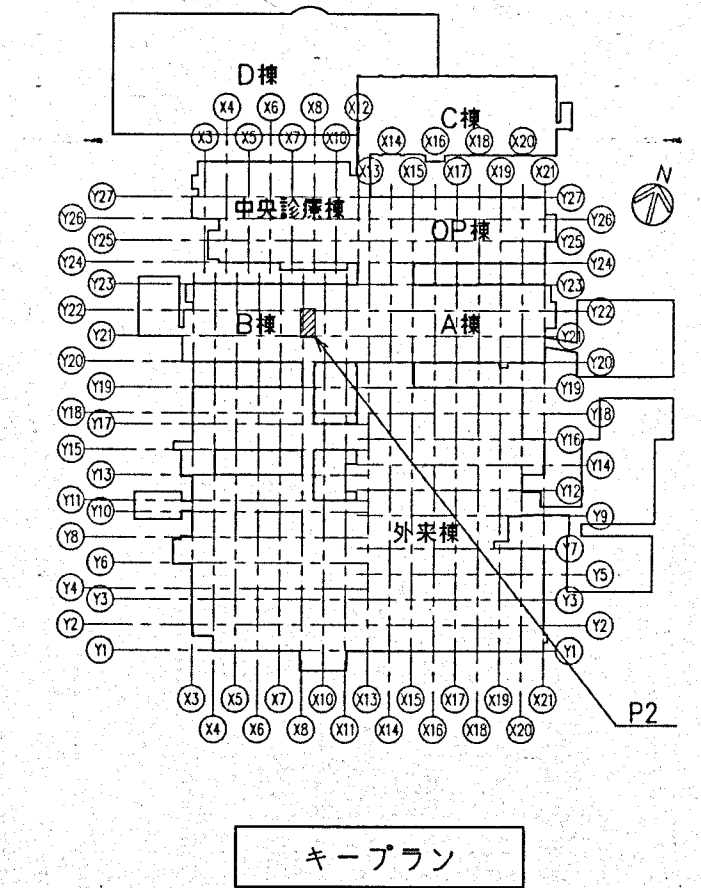 D棟
C棟
X4 X6 X8 X12
X3 X5 X7 X10
X14 X16 X18 X20
X13 X15 X17 X19 X21
N
Y27 中央診療棟 Y27
Y26 OP棟 Y26
Y25 Y25
Y24 Y24
Y23 Y23
Y22 B棟 A棟 Y22
Y21 Y21
Y20 Y20
Y19 Y19
Y18 Y18
Y17
Y16
Y15
Y14
Y13
Y12
Y11
Y10 Y9
Y8 外来棟
Y7
Y6
Y5
Y4
Y3 Y3
Y2 Y2
Y1 Y1
X3 X5 X7 X10 X13 X15 X17 X19 X21
X4 X6 X8 X11 X14 X16 X18 X20
P2
キープラン